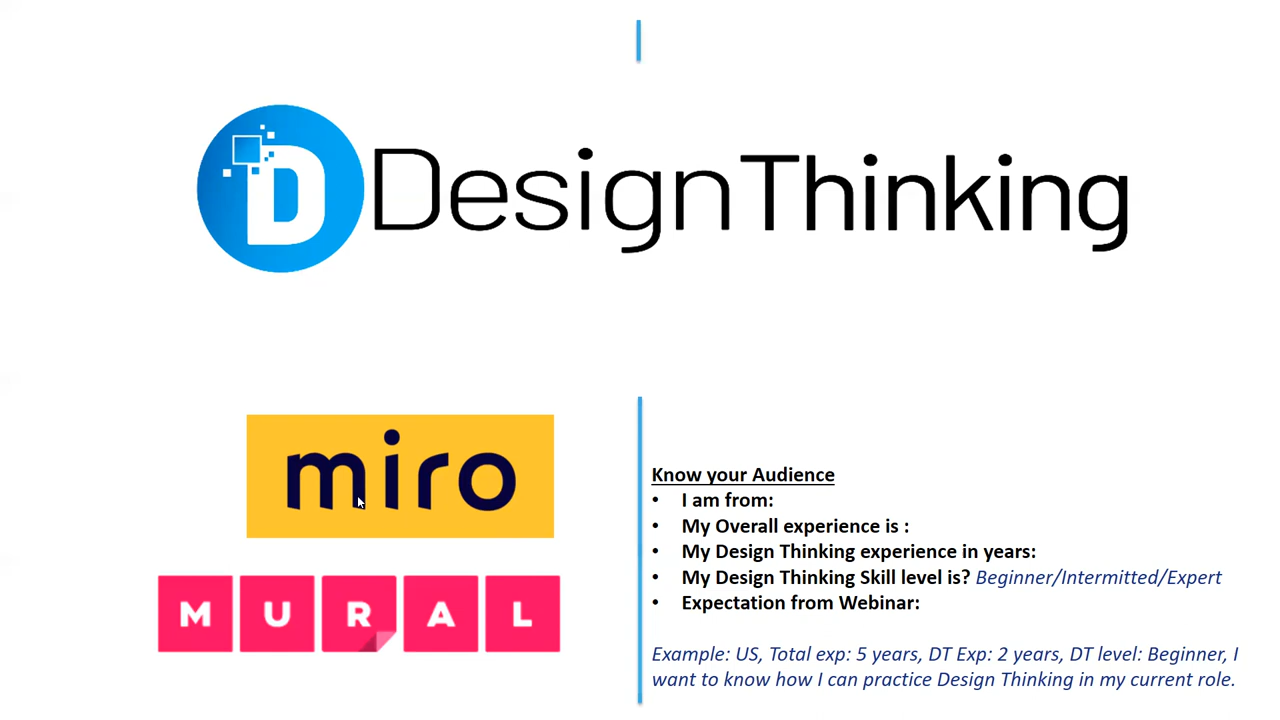 D DesignThinking
miro
MURAL
Know your Audience
• I am from:
• My Overall experience is :
• My Design Thinking experience in years:
• My Design Thinking Skill level is? Beginner/Intermitted/Expert
• Expectation from Webinar:
Example: US, Total exp: 5 years, DT Exp: 2 years, DT level: Beginner, I
want to know how I can practice Design Thinking in my current role.